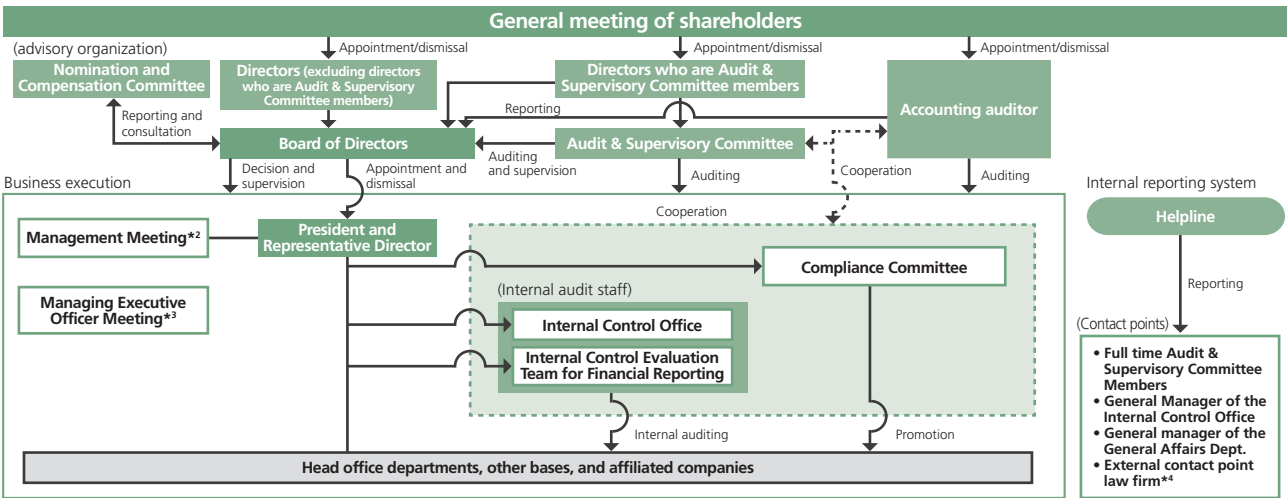 General meeting of shareholders
(advisory organization)
Appointment/dismissal
Appointment/dismissal
Appointment/dismissal
Nomination and
Compensation Committee
Directors (excluding directors
who are Audit & Supervisory
Committee members)
Directors who are Audit &
Supervisory Committee members
Accounting auditor
Reporting and
consultation
Reporting
Board of Directors
Audit & Supervisory Committee
Auditing
and supervision
Decision and
supervision
Appointment and
dismissal
Auditing
Cooperation
Auditing
Business execution
Internal reporting system
Cooperation
Helpline
Management Meeting*2
President and
Representative Director
Compliance Committee
Managing Executive
Officer Meeting*3
(Internal audit staff)
Internal Control Office
Internal Control Evaluation
Team for Financial Reporting
Reporting
(Contact points)
• Full time Audit &
Supervisory Committee
Members
• General Manager of the
Internal Control Office
• General manager of the
General Affairs Dept.
• External contact point
law firm*4
Internal auditing
Promotion
Head office departments, other bases, and affiliated companies